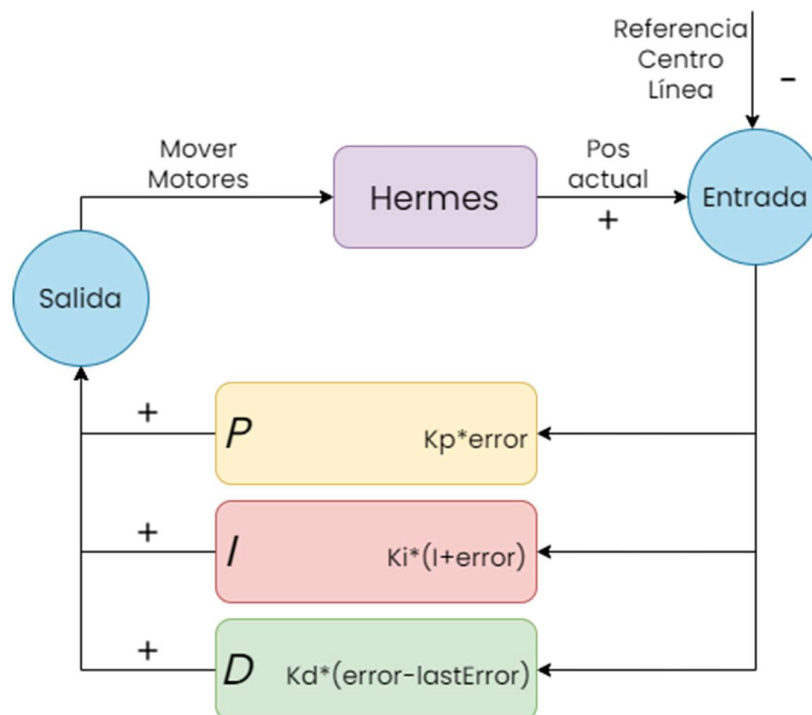 Referencia
Centro
Línea
-
Mover
Motores
Hermes
Pos
actual
+
Entrada
Salida
+
P Kp*error
+
I Ki*(I+error)
+
D Kd*(error-lastError)